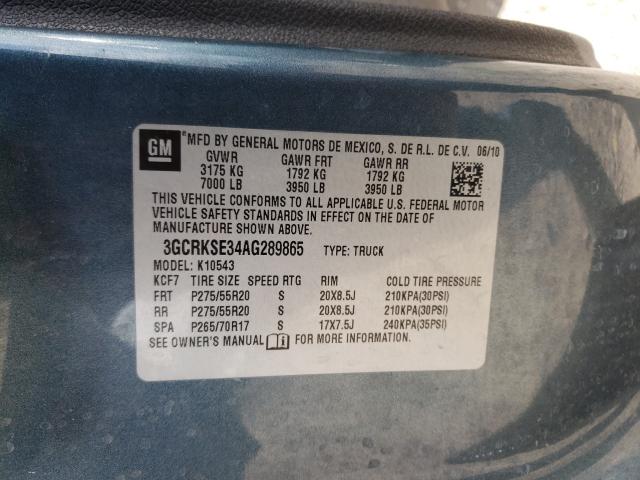 GM ®MFD BY GENERAL MOTORS DE MEXICO, S. DE R.L. DE C.V. 06/10
GVWR GAWR FRT GAWR RR
3175 KG 1792 KG 1792 KG
7000 LB 3950 LB 3950 LB
THIS VEHICLE CONFORMS TO ALL APPLICABLE U.S. FEDERAL MOTOR
VEHICLE SAFETY STANDARDS IN EFFECT ON THE DATE OF
MANUFACTURE SHOWN ABOVE.
3GCRKSE34AG289865 TYPE: TRUCK
MODEL: K10543
KCF7 TIRE SIZE SPEED RTG RIM COLD TIRE PRESSURE
FRT P275/55R20 S 20X8.5J 210KPA(30PSI)
RR P275/55R20 S 20X8.5J 210KPA(30PSI)
SPA P265/70R17 S 17X7.5J 240KPA(35PSI)
SEE OWNER'S MANUAL i FOR MORE INFORMATION.